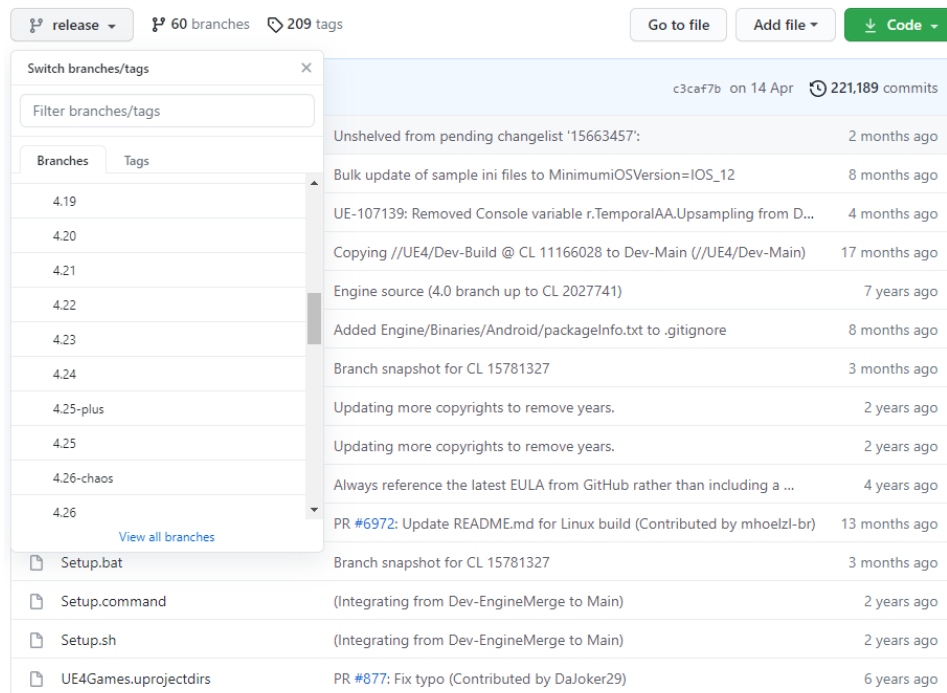 release 60 branches 209 tags Go to file Add file Code
Switch branches/tags
c3caf7b on 14 Apr 221,189 commits
Filter branches/tags
Unshelved from pending changelist '15663457': 2 months ago
Branches Tags
Bulk update of sample ini files to MinimumiOSVersion=IOS_12 8 months ago
4.19
UE-107139: Removed Console variable r.TemporalAA.Upsampling from D... 4 months ago
4.20
Copying //UE4/Dev-Build @ CL 11166028 to Dev-Main (//UE4/Dev-Main) 17 months ago
4.21
Engine source (4.0 branch up to CL 2027741) 7 years ago
4.22
Added Engine/Binaries/Android/packageInfo.txt to .gitignore 8 months ago
4.23
Branch snapshot for CL 15781327 3 months ago
4.24
Updating more copyrights to remove years. 2 years ago
4.25-plus
Updating more copyrights to remove years. 2 years ago
4.25
Always reference the latest EULA from GitHub rather than including a ... 4 years ago
4.26-chaos
4.26
PR #6972: Update README.md for Linux build (Contributed by mhoelzl-br) 13 months ago
View all branches
Setup.bat Branch snapshot for CL 15781327 3 months ago
Setup.command (Integrating from Dev-EngineMerge to Main) 2 years ago
Setup.sh (Integrating from Dev-EngineMerge to Main) 2 years ago
UE4Games.uprojectdirs PR #877: Fix typo (Contributed by DaJoker29) 6 years ago